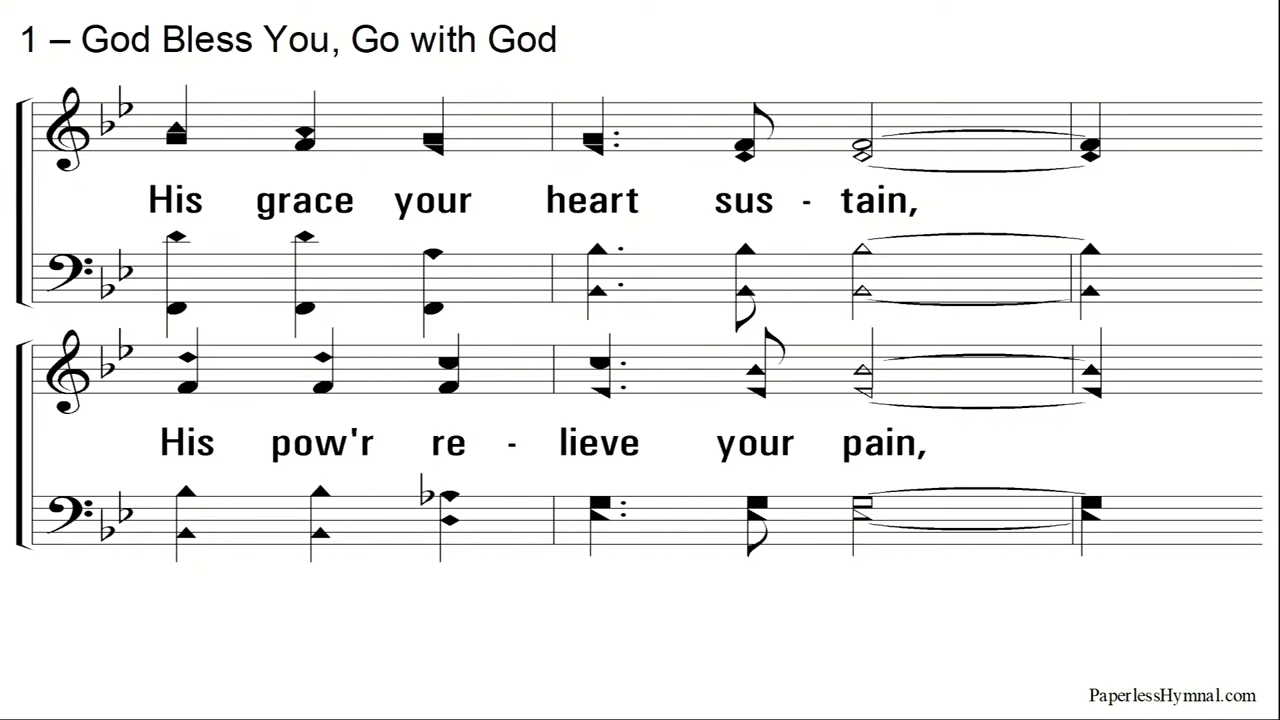 1 – God Bless You, Go with God
His grace your heart sus - tain,
His pow'r re - lieve your pain,
PaperlessHymnal.com